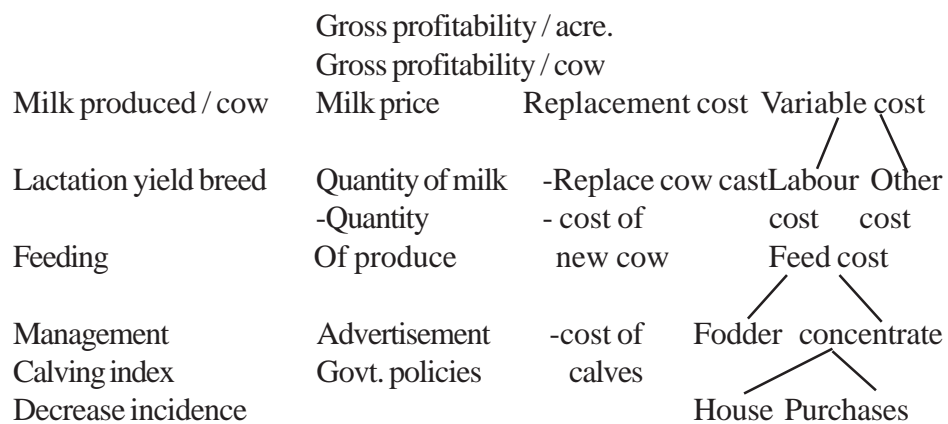 Gross profitability / acre.
Gross profitability / cow
Milk produced / cow Milk price Replacement cost Variable cost
Lactation yield breed Quantity of milk -Replace cow castLabour Other
-Quantity - cost of cost cost
Feeding Of produce new cow Feed cost
Management Advertisement -cost of Fodder concentrate
Calving index Govt. policies calves
Decrease incidence House Purchases